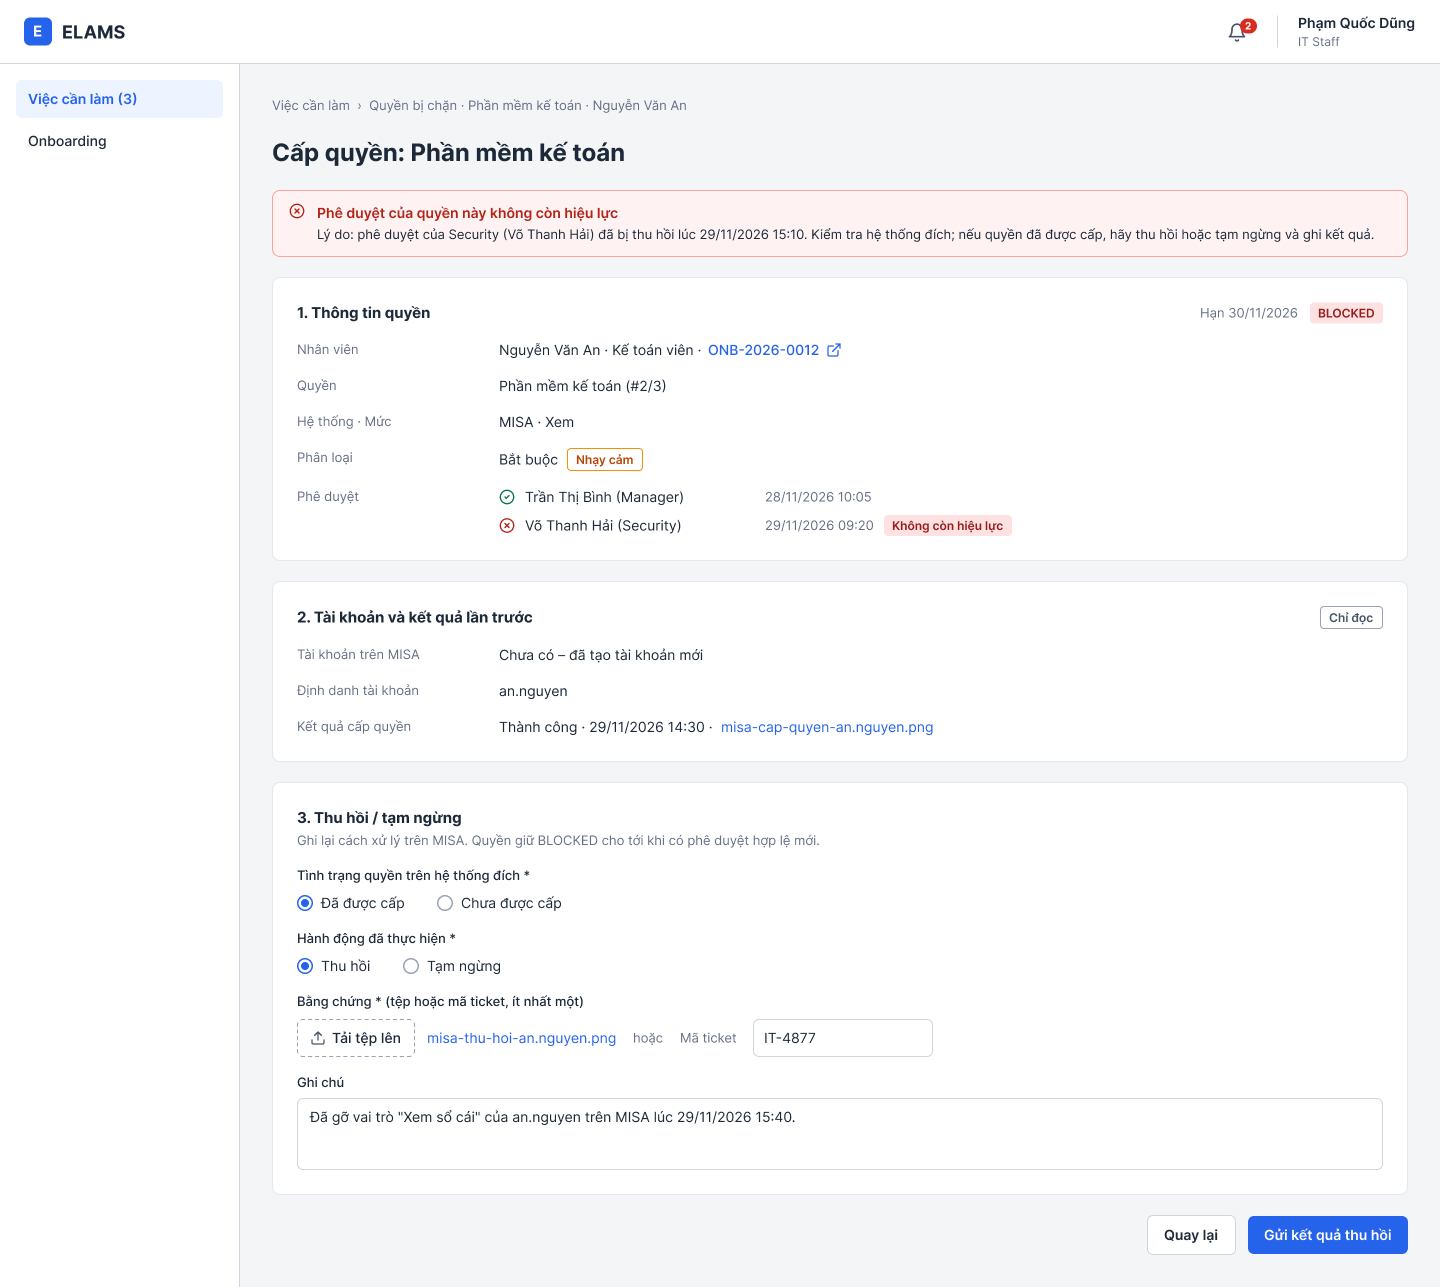 E ELAMS
2
Phạm Quốc Dũng
IT Staff
Việc cần làm (3)
Onboarding
Việc cần làm › Quyền bị chặn · Phần mềm kế toán · Nguyễn Văn An
Cấp quyền: Phần mềm kế toán
Phê duyệt của quyền này không còn hiệu lực
Lý do: phê duyệt của Security (Võ Thanh Hải) đã bị thu hồi lúc 29/11/2026 15:10. Kiểm tra hệ thống đích; nếu quyền đã được cấp, hãy thu hồi hoặc tạm ngừng và ghi kết quả.
1. Thông tin quyền Hạn 30/11/2026 BLOCKED
Nhân viên Nguyễn Văn An · Kế toán viên · ONB-2026-0012
Quyền Phần mềm kế toán (#2/3)
Hệ thống · Mức MISA · Xem
Phân loại Bắt buộc Nhạy cảm
Phê duyệt Trần Thị Bình (Manager) 28/11/2026 10:05
Võ Thanh Hải (Security) 29/11/2026 09:20 Không còn hiệu lực
2. Tài khoản và kết quả lần trước Chỉ đọc
Tài khoản trên MISA Chưa có – đã tạo tài khoản mới
Định danh tài khoản an.nguyen
Kết quả cấp quyền Thành công · 29/11/2026 14:30 · misa-cap-quyen-an.nguyen.png
3. Thu hồi / tạm ngừng
Ghi lại cách xử lý trên MISA. Quyền giữ BLOCKED cho tới khi có phê duyệt hợp lệ mới.
Tình trạng quyền trên hệ thống đích *
Đã được cấp Chưa được cấp
Hành động đã thực hiện *
Thu hồi Tạm ngừng
Bằng chứng * (tệp hoặc mã ticket, ít nhất một)
Tải tệp lên misa-thu-hoi-an.nguyen.png hoặc Mã ticket IT-4877
Ghi chú
Đã gỡ vai trò "Xem sổ cái" của an.nguyen trên MISA lúc 29/11/2026 15:40.
Quay lại Gửi kết quả thu hồi